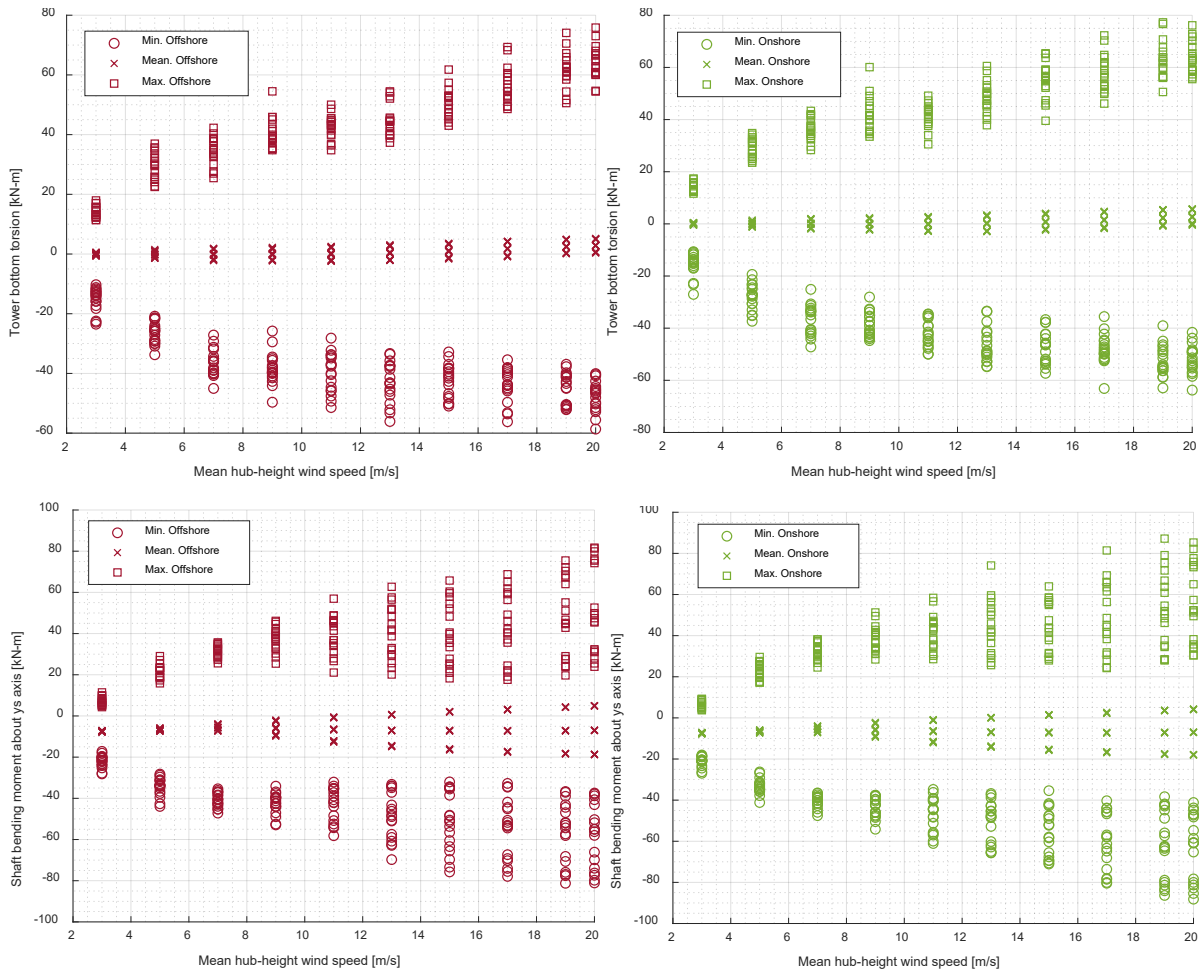 80
60
40
20
0
-20
-40
-60
Tower bottom torsion [kN-m]
Min. Offshore
Mean. Offshore
Max. Offshore
2 4 6 8 10 12 14 16 18 20
Mean hub-height wind speed [m/s]
80
60
40
20
0
-20
-40
-60
-80
Tower bottom torsion [kN-m]
Min. Onshore
Mean. Onshore
Max. Onshore
2 4 6 8 10 12 14 16 18 20
Mean hub-height wind speed [m/s]
100
80
60
40
20
0
-20
-40
-60
-80
-100
Shaft bending moment about ys axis [kN-m]
Min. Offshore
Mean. Offshore
Max. Offshore
2 4 6 8 10 12 14 16 18 20
Mean hub-height wind speed [m/s]
100
80
60
40
20
0
-20
-40
-60
-80
-100
Shaft bending moment about ys axis [kN-m]
Min. Onshore
Mean. Onshore
Max. Onshore
2 4 6 8 10 12 14 16 18 20
Mean hub-height wind speed [m/s]